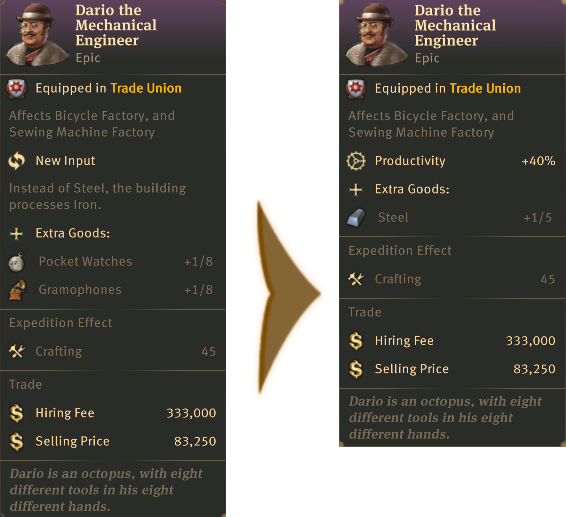 Dario the
Mechanical
Engineer
Epic
Equipped in Trade Union
Affects Bicycle Factory, and
Sewing Machine Factory
New Input
Instead of Steel, the building
processes Iron.
Extra Goods:
Pocket Watches +1/8
Gramophones +1/8
Expedition Effect
Crafting 45
Trade
Hiring Fee 333,000
Selling Price 83,250
Dario is an octopus, with eight
different tools in his eight
different hands.
Dario the
Mechanical
Engineer
Epic
Equipped in Trade Union
Affects Bicycle Factory, and
Sewing Machine Factory
Productivity +40%
Extra Goods:
Steel +1/5
Expedition Effect
Crafting 45
Trade
Hiring Fee 333,000
Selling Price 83,250
Dario is an octopus, with eight
different tools in his eight
different hands.